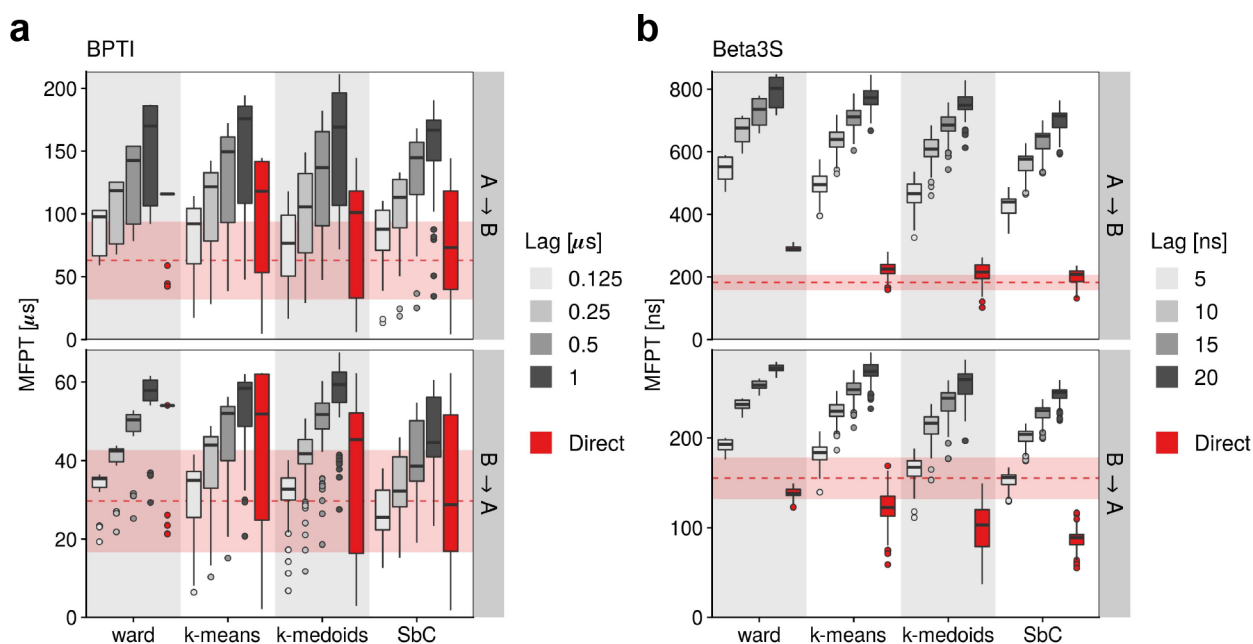 a
BPTI
MFPT [μs]
200
150
100
50
0
A → B
60
40
20
0
B → A
ward
k-means
k-medoids
SbC
Lag [μs]
0.125
0.25
0.5
1
Direct
b
Beta3S
MFPT [ns]
800
600
400
200
0
A → B
200
100
0
B → A
ward
k-means
k-medoids
SbC
Lag [ns]
5
10
15
20
Direct